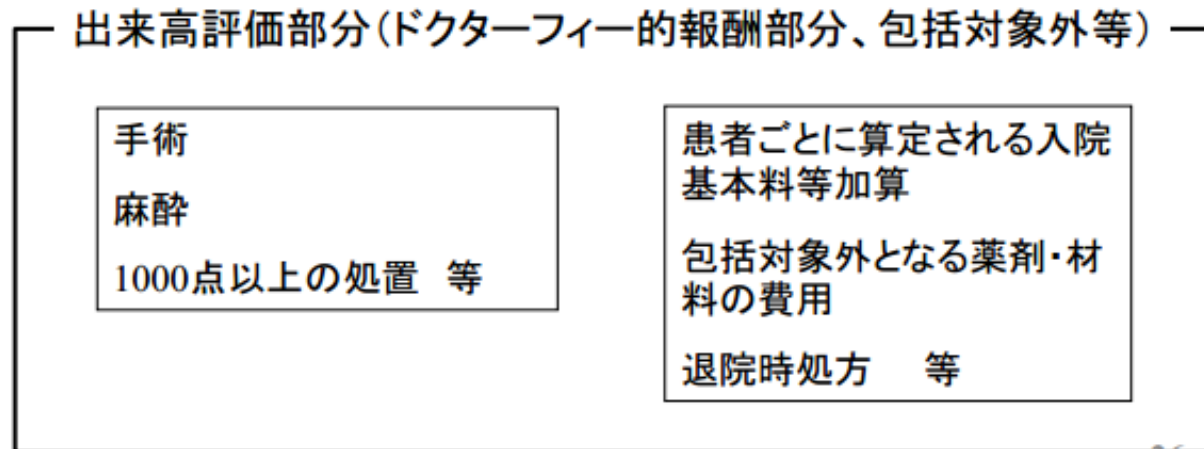 出来高評価部分(ドクターフィー的報酬部分、包括対象外等)
手術
麻酔
1000点以上の処置 等
患者ごとに算定される入院
基本料等加算
包括対象外となる薬剤・材
料の費用
退院時処方 等